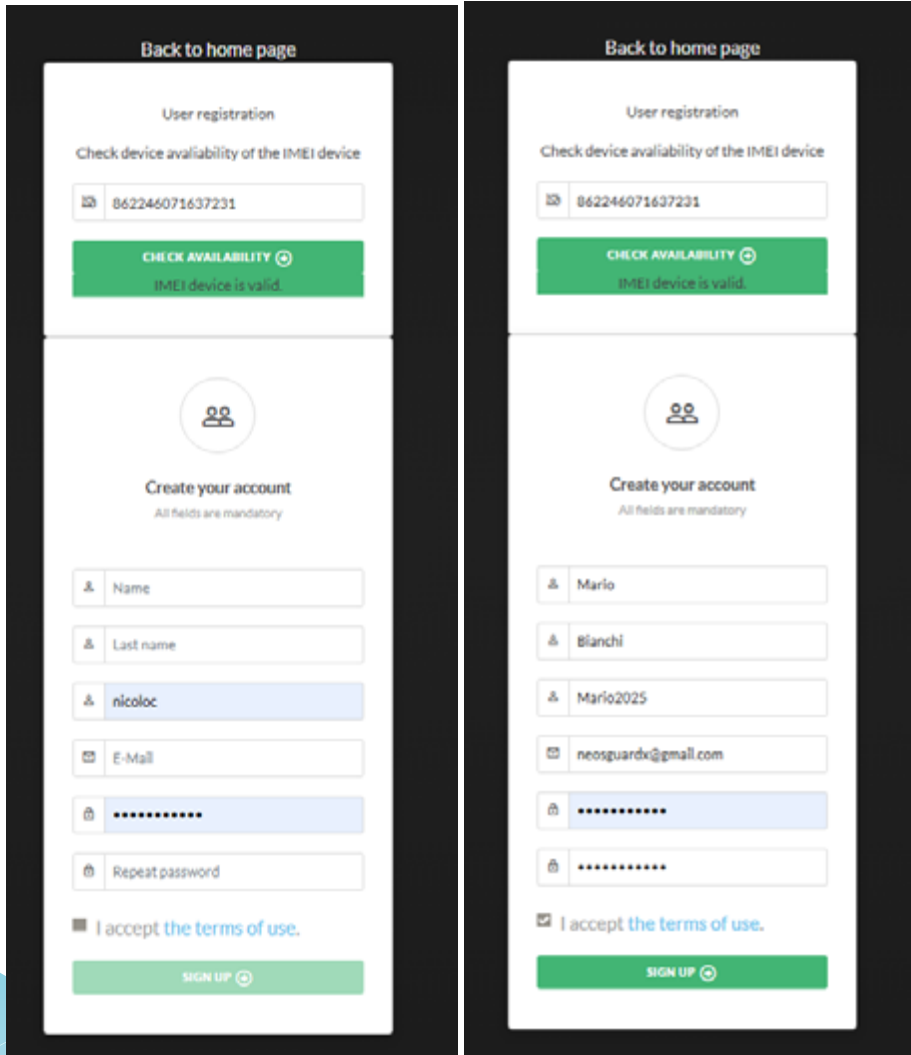 Back to home page
User registration
Check device avaliability of the IMEI device
862246071637231
CHECK AVAILABILITY
IMEI device is valid.
Create your account
All fields are mandatory
Name
Last name
nicoloc
E-Mail
•••••••••••
Repeat password
I accept the terms of use.
SIGN UP
Back to home page
User registration
Check device avaliability of the IMEI device
862246071637231
CHECK AVAILABILITY
IMEI device is valid.
Create your account
All fields are mandatory
Mario
Bianchi
Mario2025
neosguardx@gmail.com
•••••••••••
•••••••••••
I accept the terms of use.
SIGN UP